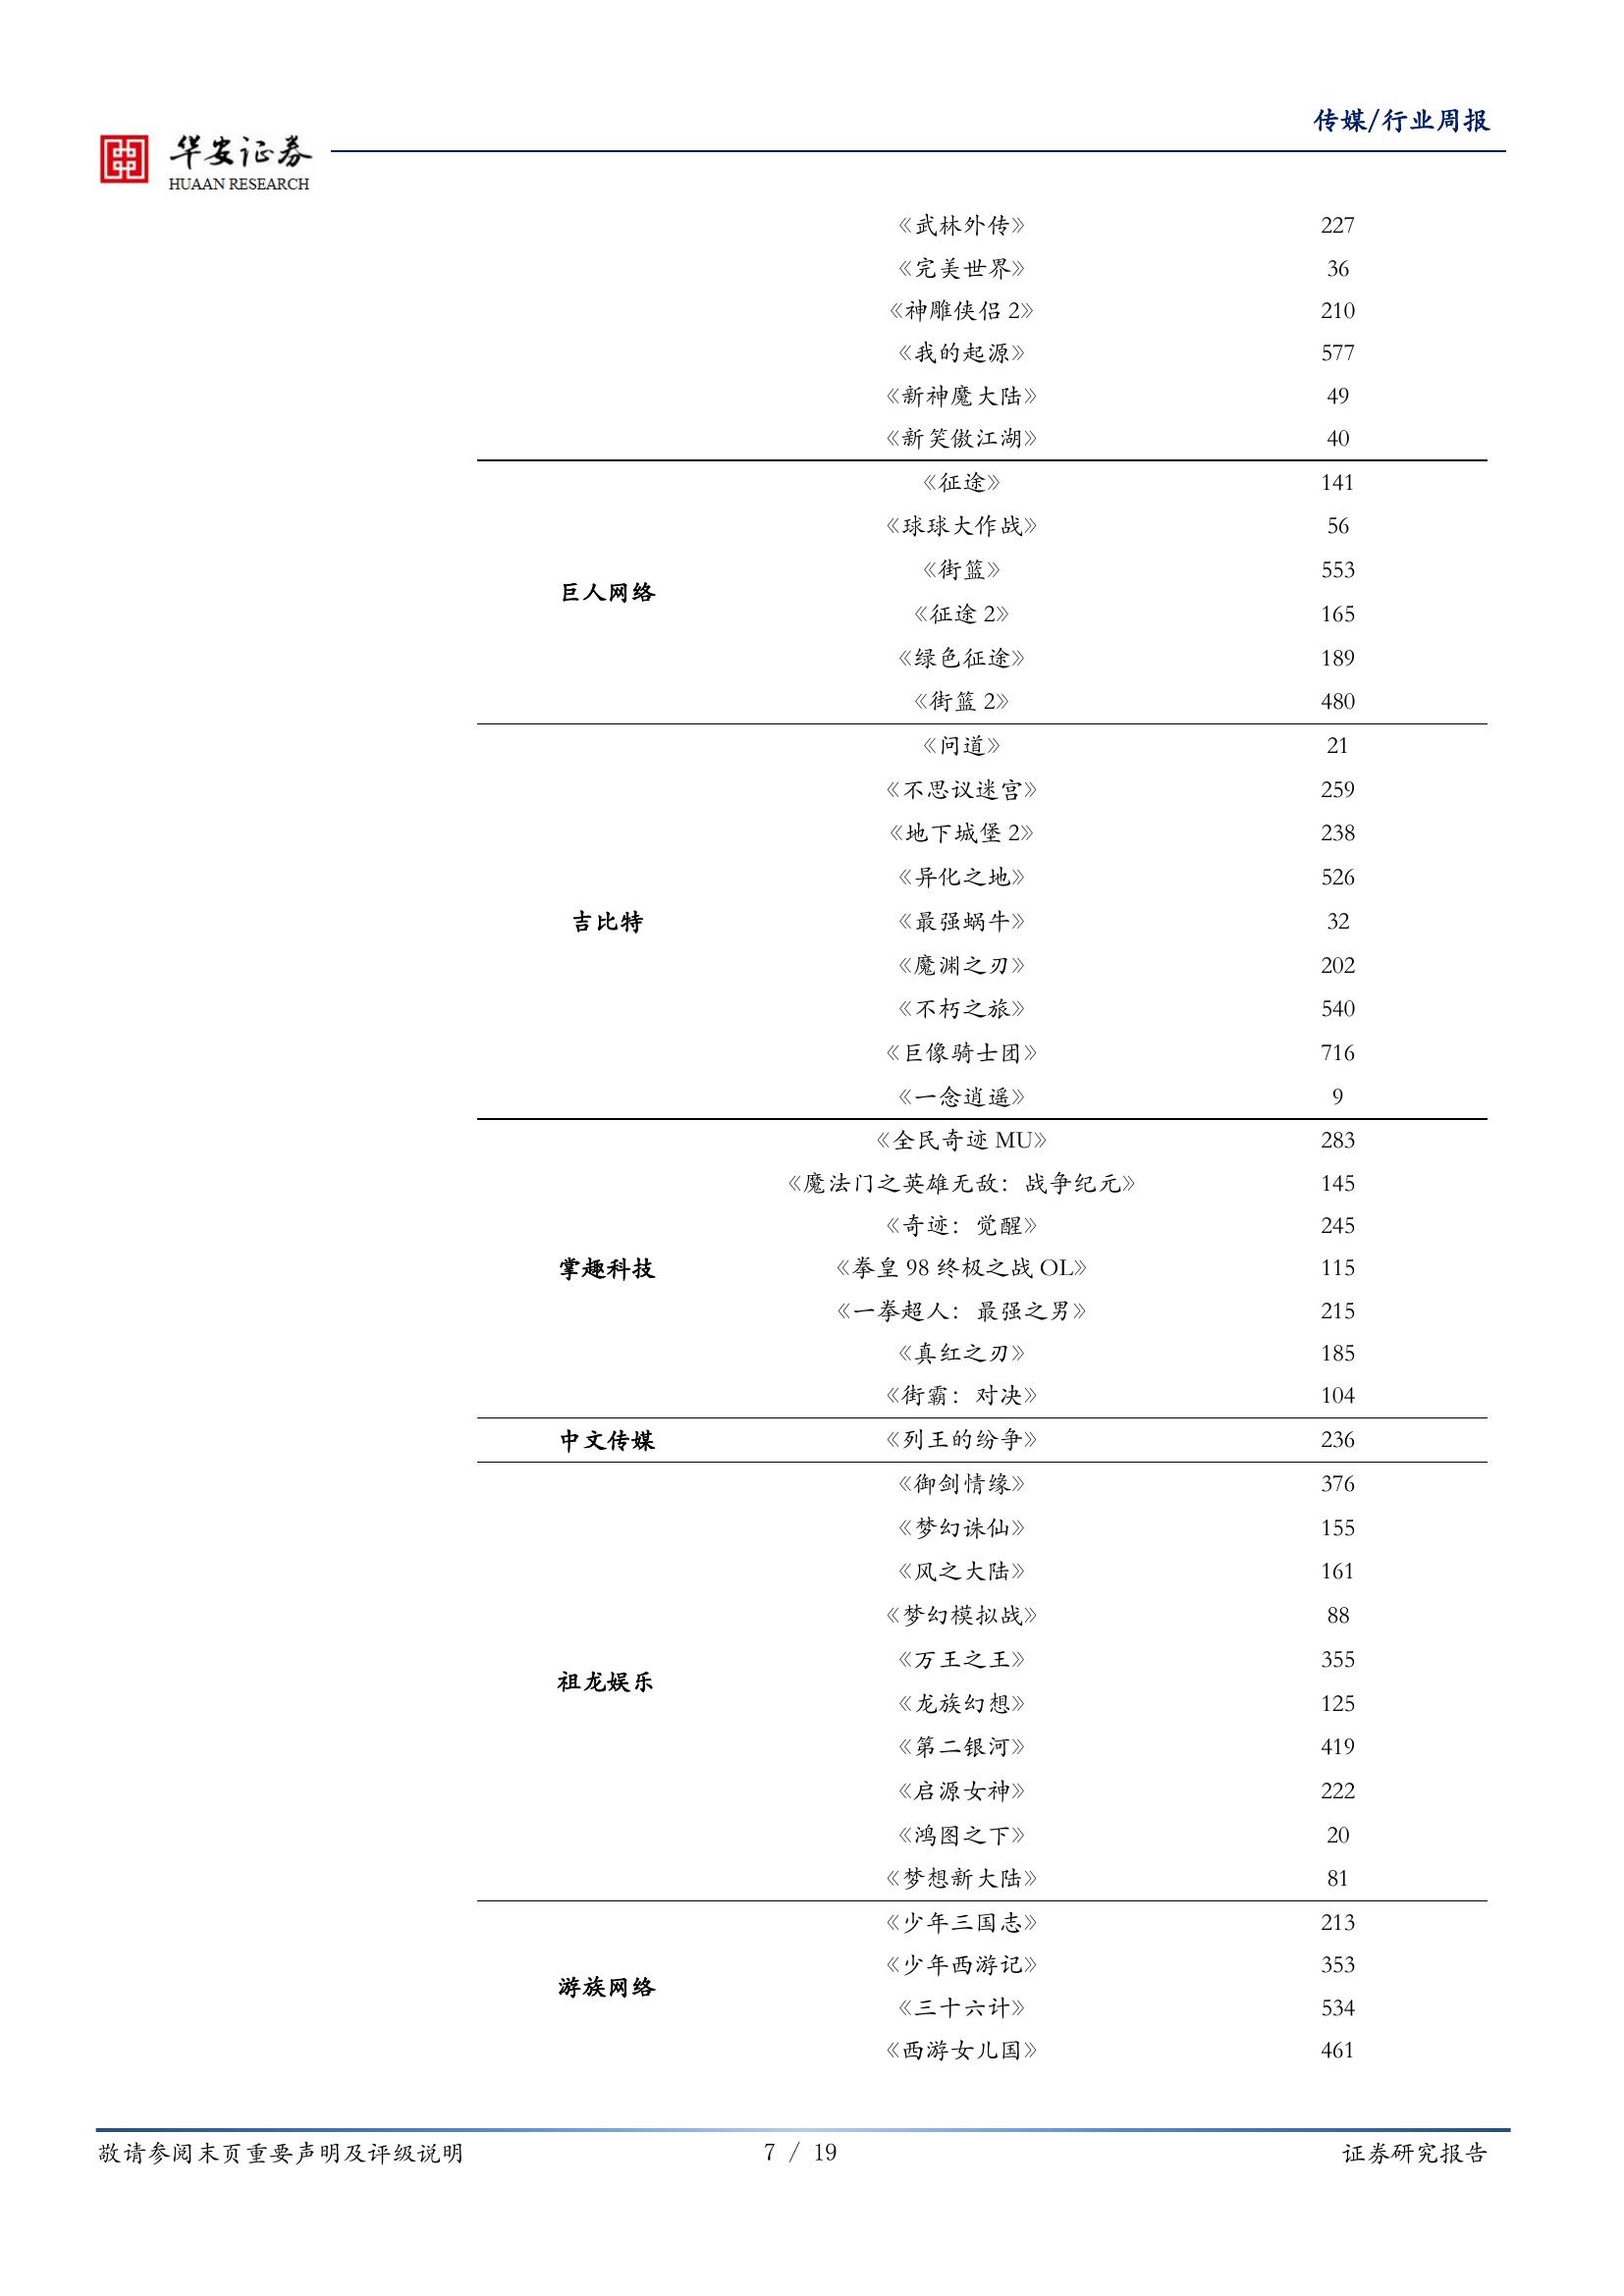 传媒/行业周报
华安证券
HUAAN RESEARCH
《武林外传》 227
《完美世界》 36
《神雕侠侣 2》 210
《我的起源》 577
《新神魔大陆》 49
《新笑傲江湖》 40
《征途》 141
《球球大作战》 56
《街篮》 553
巨人网络
《征途 2》 165
《绿色征途》 189
《街篮 2》 480
《问道》 21
《不思议迷宫》 259
《地下城堡 2》 238
《异化之地》 526
吉比特 《最强蜗牛》 32
《魔渊之刃》 202
《不朽之旅》 540
《巨像骑士团》 716
《一念逍遥》 9
《全民奇迹 MU》 283
《魔法门之英雄无敌：战争纪元》 145
《奇迹：觉醒》 245
掌趣科技 《拳皇 98 终极之战 OL》 115
《一拳超人：最强之男》 215
《真红之刃》 185
《街霸：对决》 104
中文传媒 《列王的纷争》 236
《御剑情缘》 376
《梦幻诛仙》 155
《风之大陆》 161
《梦幻模拟战》 88
《万王之王》 355
祖龙娱乐
《龙族幻想》 125
《第二银河》 419
《启源女神》 222
《鸿图之下》 20
《梦想新大陆》 81
《少年三国志》 213
《少年西游记》 353
游族网络
《三十六计》 534
《西游女儿国》 461
敬请参阅末页重要声明及评级说明 7 / 19 证券研究报告